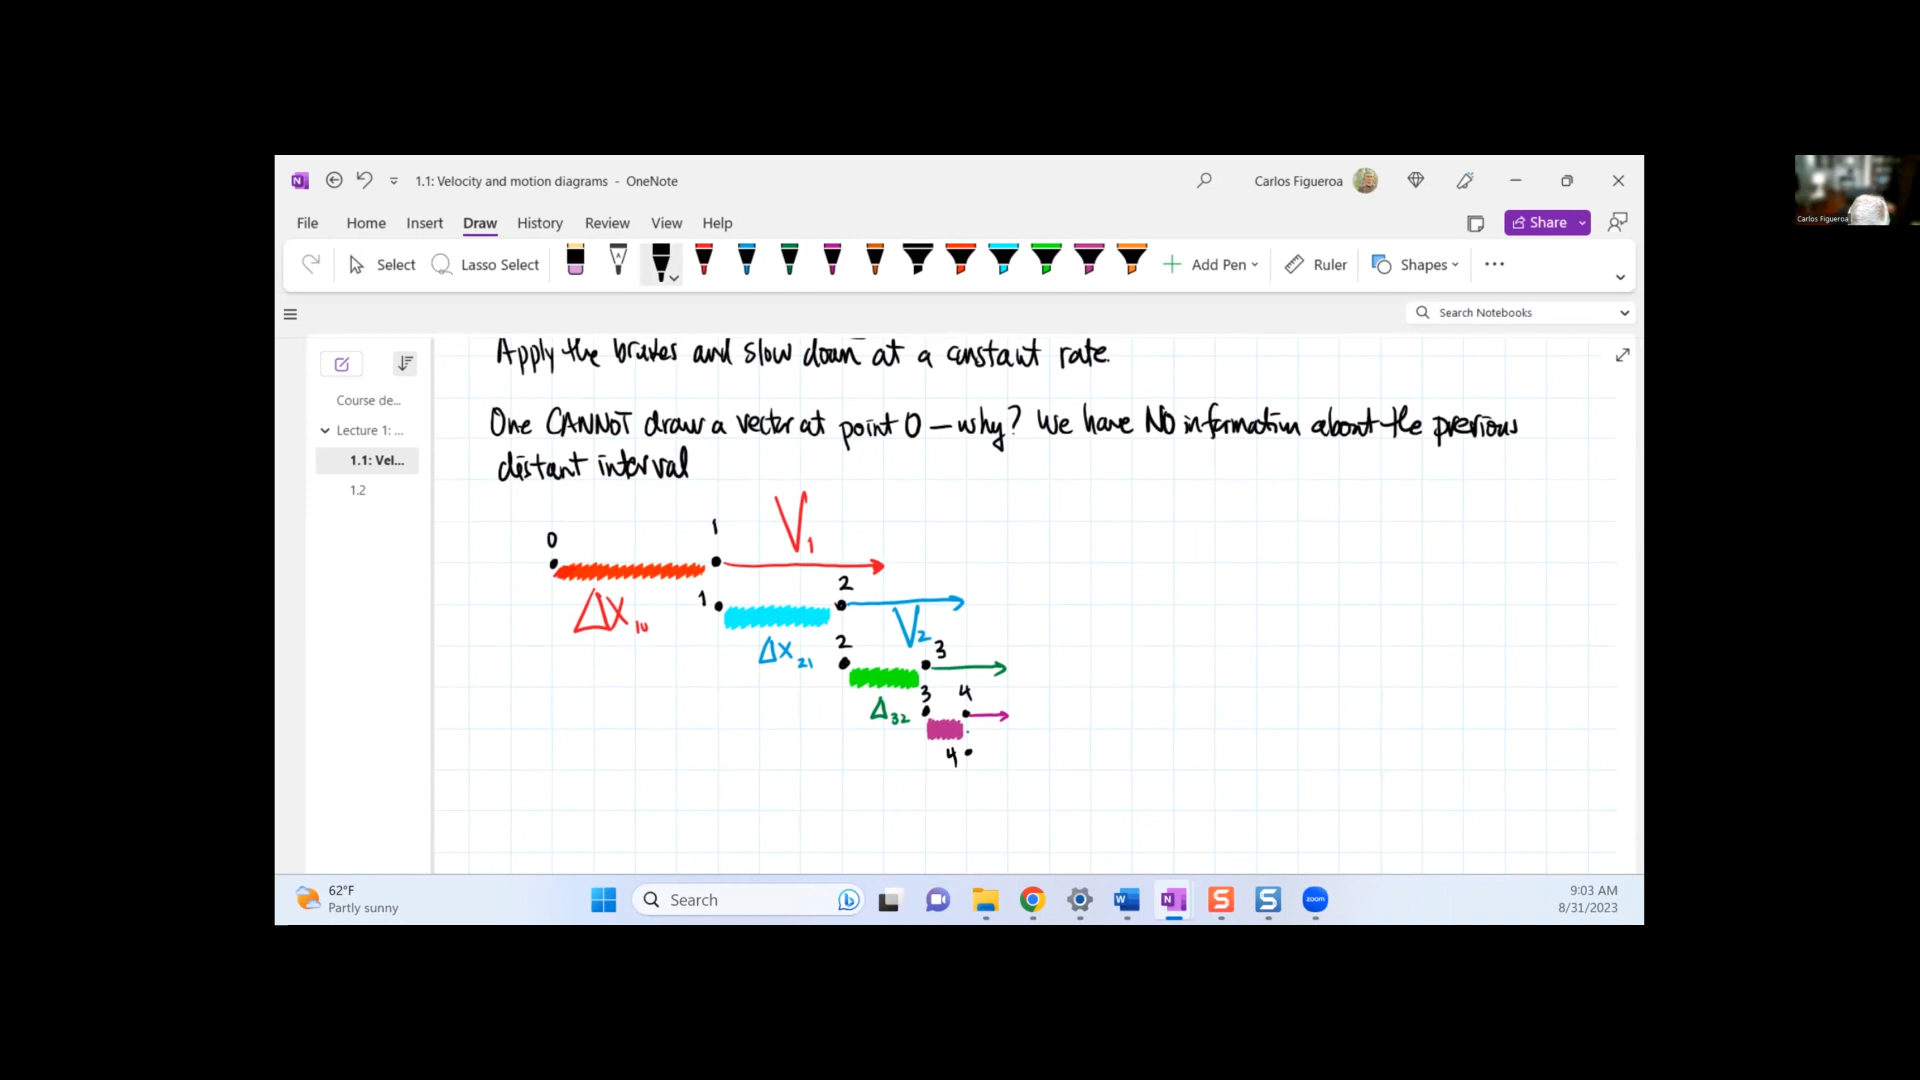 1.1: Velocity and motion diagrams - OneNote
Carlos Figueroa
Carlos Figueroa
File Home Insert Draw History Review View Help
Share
Select Lasso Select Add Pen Ruler Shapes
Search Notebooks
Course de...
Lecture 1: ...
1.1: Vel...
1.2
Apply the brakes and slow down at a constant rate.
One CANNOT draw a vector at point 0 – why? We have NO information about the previous
distant interval
V1
0 1
2
1
ΔX10
V2
2 3
ΔX21
3 4
Δ32
4
62°F
Partly sunny
Search
zoom
9:03 AM
8/31/2023